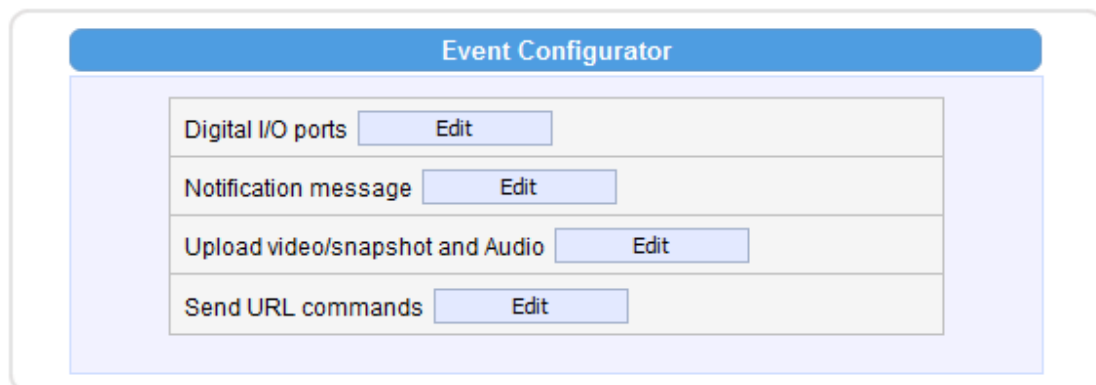 Event Configurator
Digital I/O ports Edit
Notification message Edit
Upload video/snapshot and Audio Edit
Send URL commands Edit